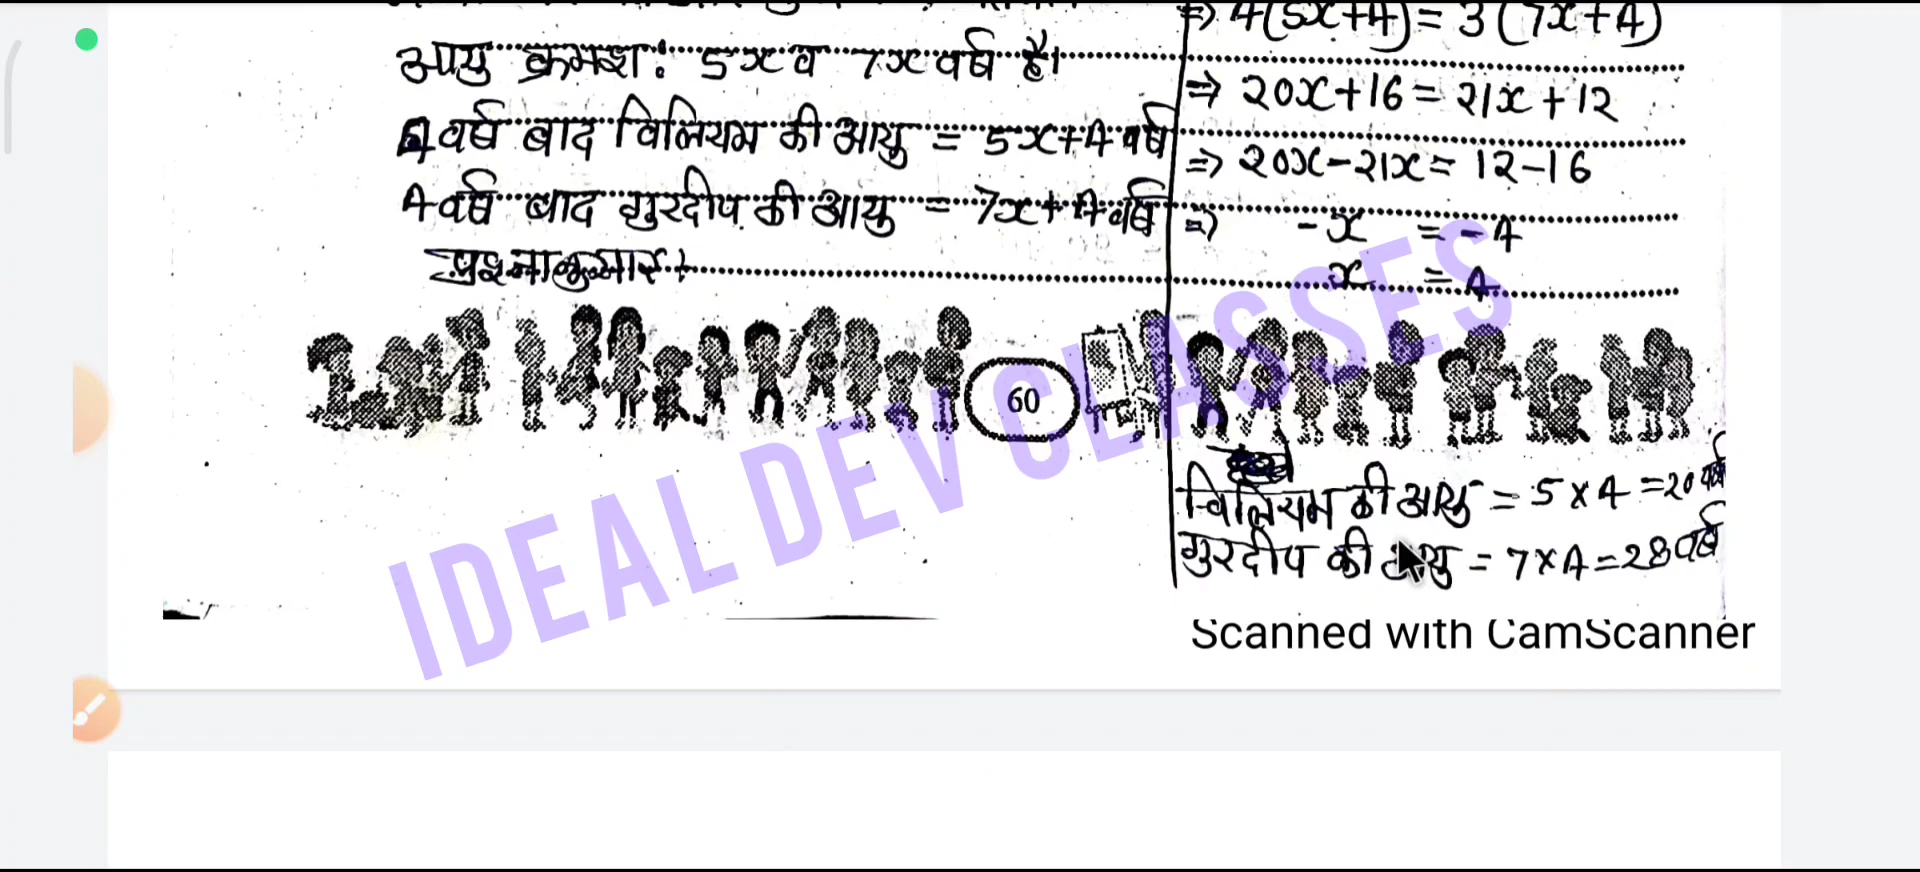 आयु क्रमश: 5x व 7x वर्ष है।
4 वर्ष बाद विलियम की आयु = 5x+4 वर्ष
4 वर्ष बाद गुरदीप की आयु = 7x+4 वर्ष
प्रश्नानुसार।
⇒ 4(5x+4) = 3(7x+4)
⇒ 20x+16 = 21x+12
⇒ 20x-21x = 12-16
⇒ -x = -4
x = 4
60
विलियम की आयु = 5×4 =20 वर्ष
गुरदीप की आयु = 7×4=28 वर्ष
IDEAL DEV CLASSES
Scanned with CamScanner